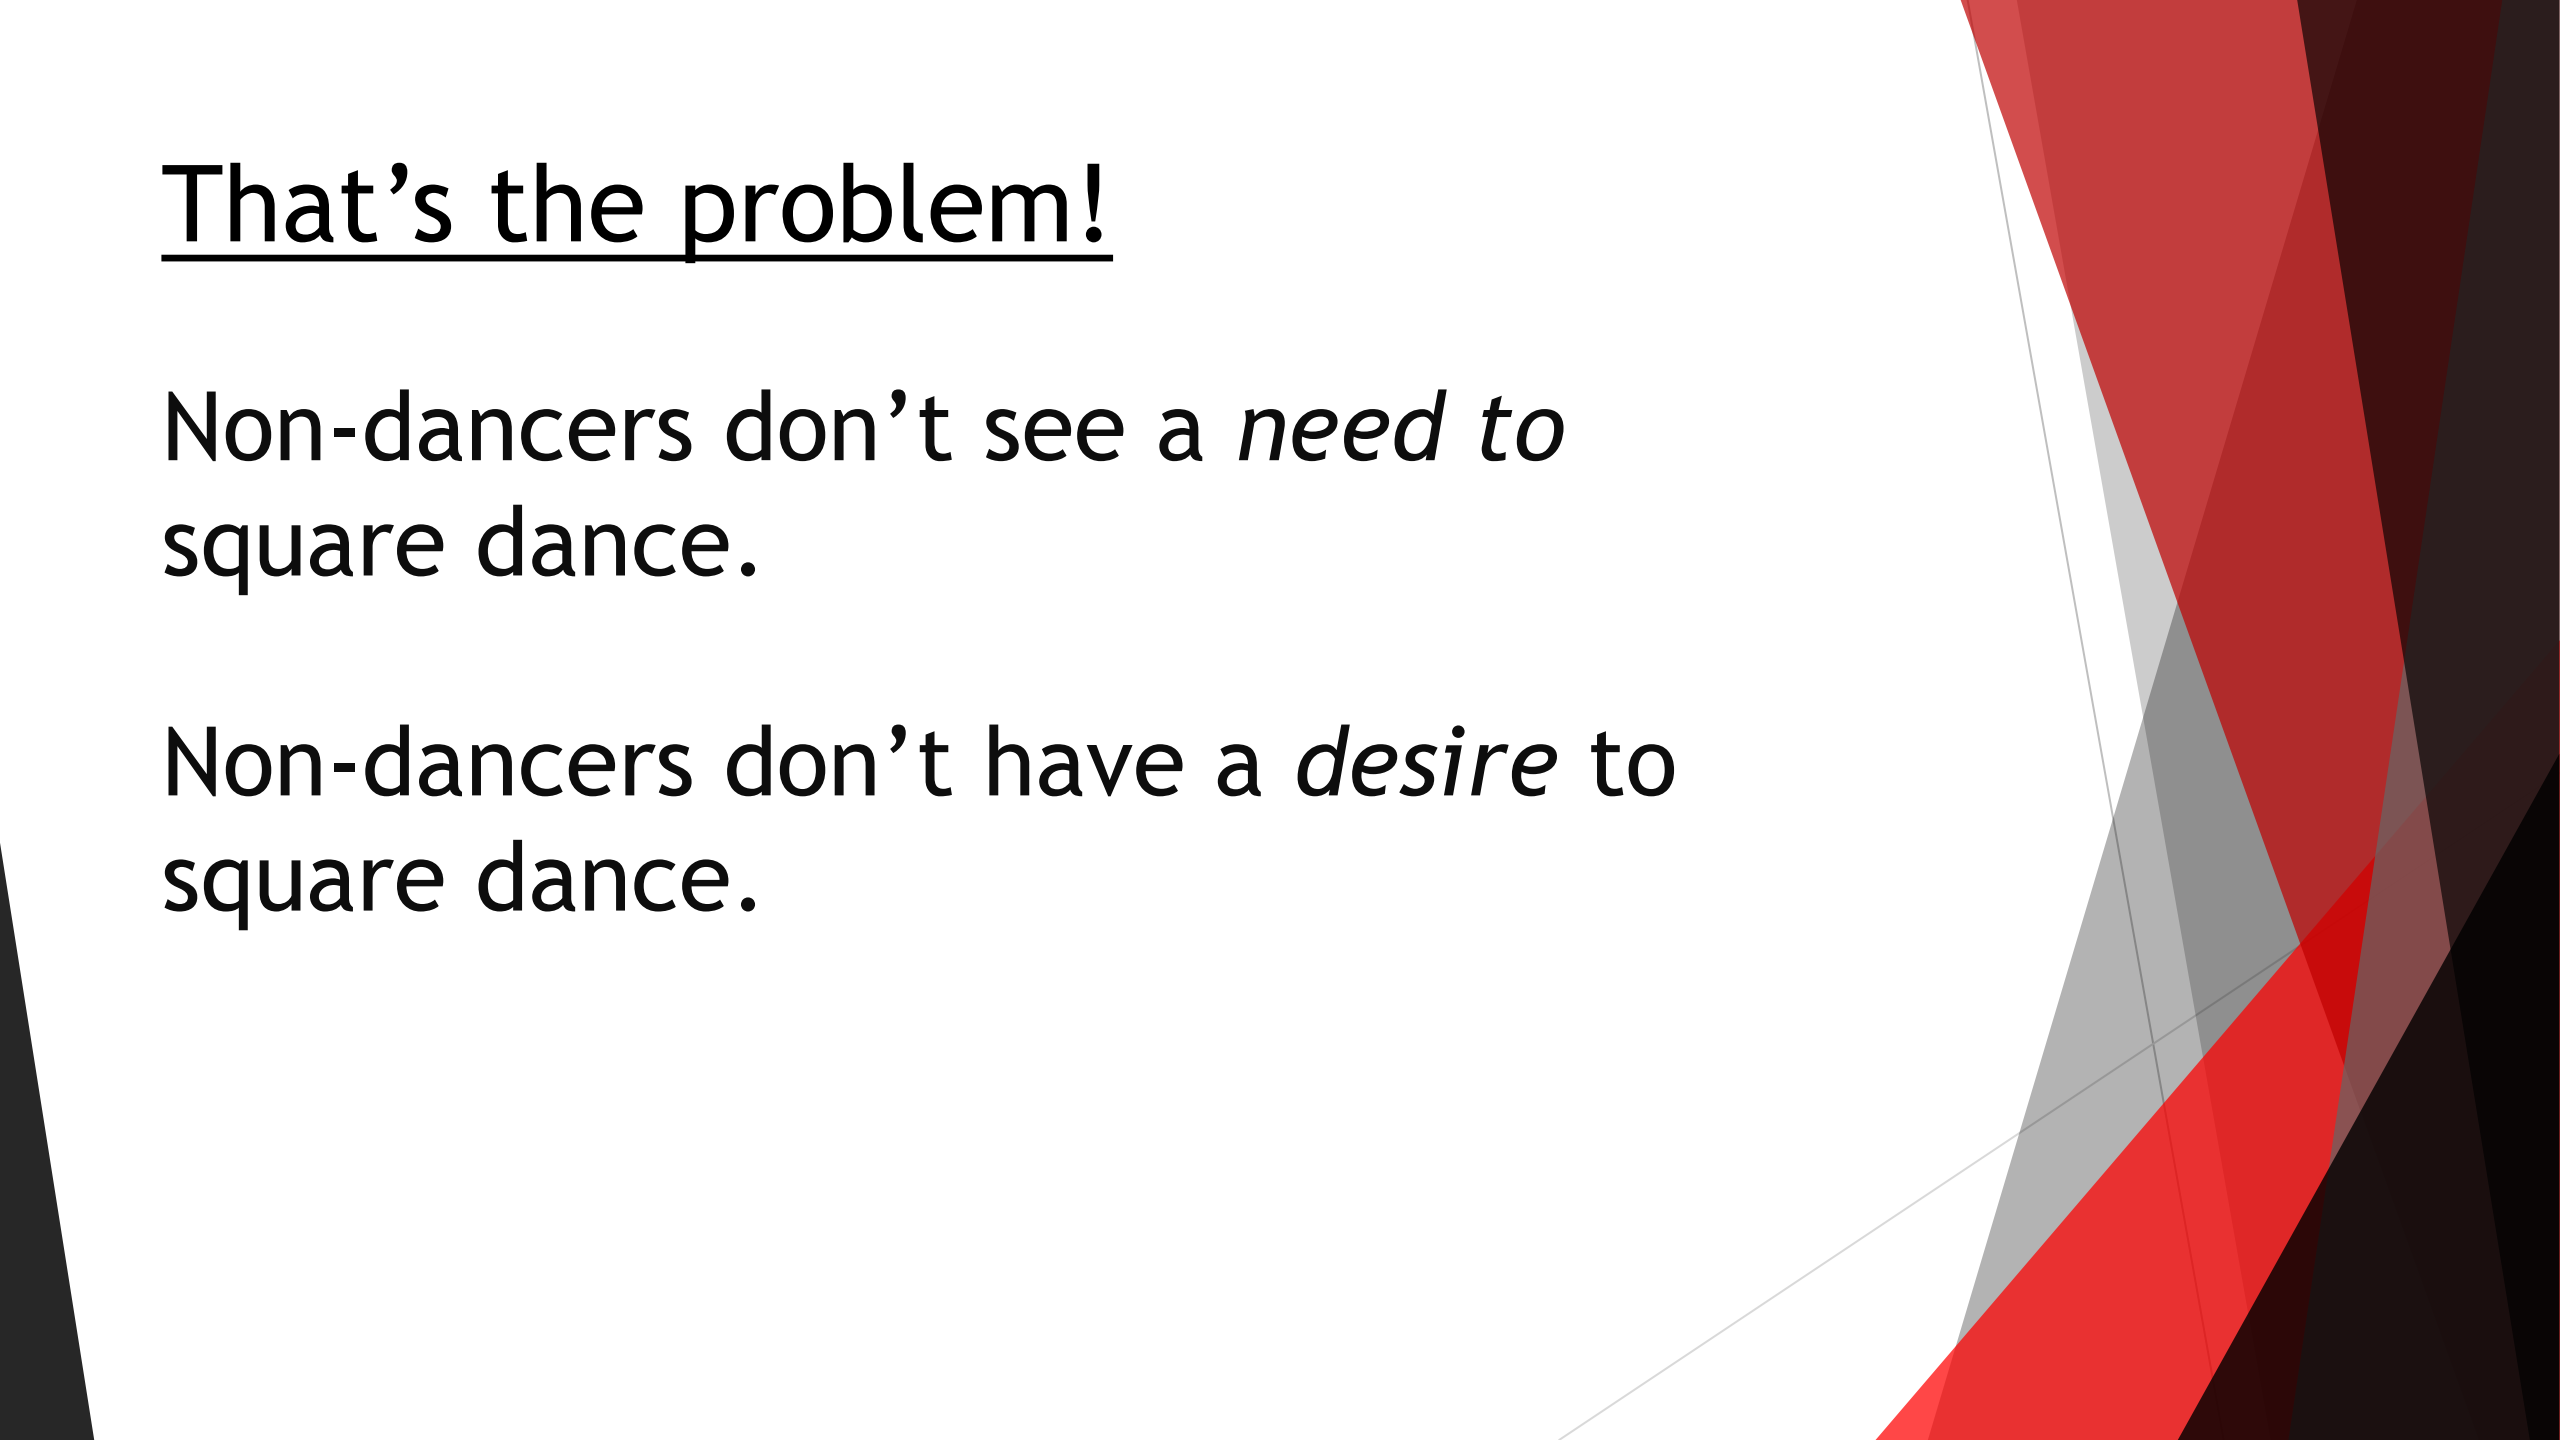 That’s the problem!
Non-dancers don’t see a need to
square dance.
Non-dancers don’t have a desire to
square dance.